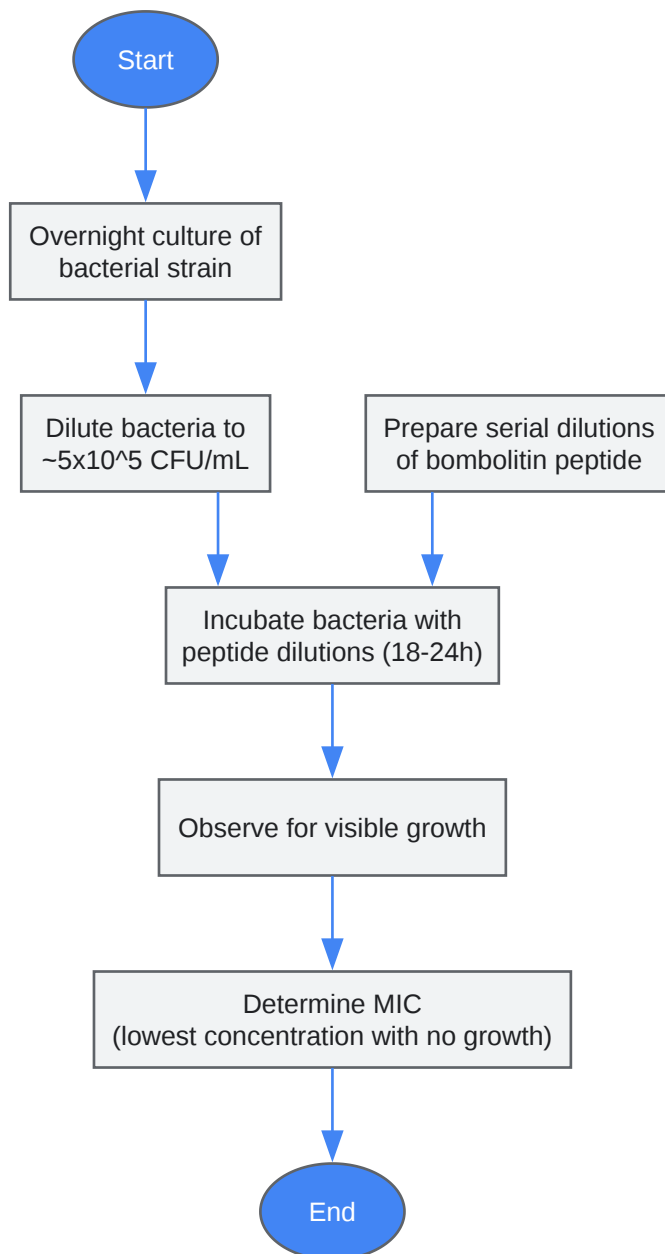 Start
Overnight culture of
bacterial strain
Dilute bacteria to
~5x10^5 CFU/mL
Prepare serial dilutions
of bombolitin peptide
Incubate bacteria with
peptide dilutions (18-24h)
Observe for visible growth
Determine MIC
(lowest concentration with no growth)
End